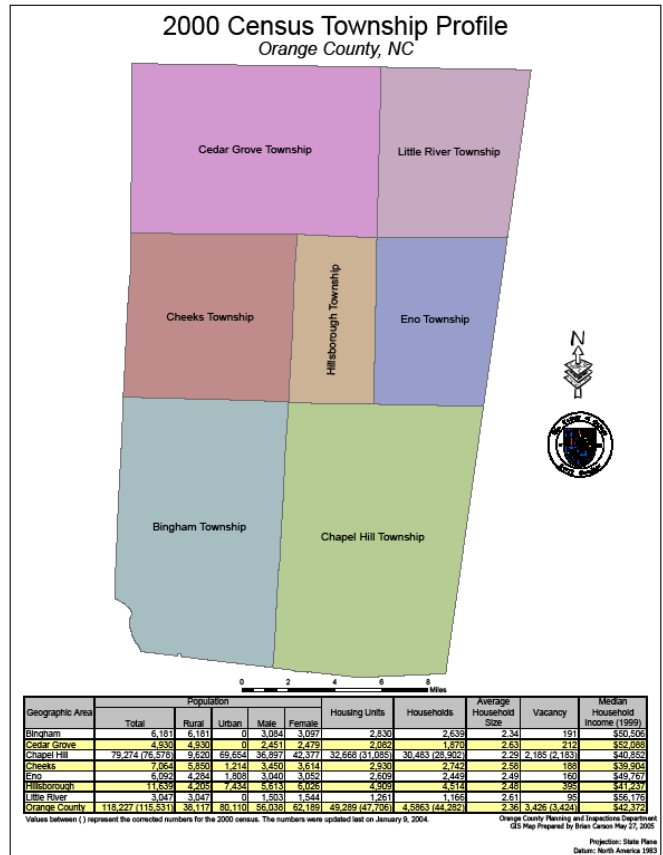 2000 Census Township Profile
Orange County, NC
Cedar Grove Township
Little River Township
Cheeks Township
Hillsborough Township
Eno Township
N
Bingham Township
Chapel Hill Township
0 2 4 6 8
Miles
Geographic Area Population Housing Units Households Average Household Size Vacancy Median Household Income (1999)
Total Rural Urban Male Female
Bingham 6,181 6,181 0 3,084 3,097 2,830 2,639 2.34 191 $50,506
Cedar Grove 4,930 4,930 0 2,451 2,479 2,082 1,870 2.63 212 $52,088
Chapel Hill 79,274 (76,578) 9,620 69,654 36,897 42,377 32,668 (31,085) 30,483 (28,902) 2.29 2,185 (2,183) $40,852
Cheeks 7,064 5,850 1,214 3,450 3,614 2,930 2,742 2.58 188 $39,904
Eno 6,092 4,284 1,808 3,040 3,052 2,609 2,449 2.49 160 $49,767
Hillsborough 11,639 4,205 7,434 5,613 6,026 4,909 4,514 2.48 395 $41,237
Little River 3,047 3,047 0 1,503 1,544 1,261 1,166 2.61 95 $56,176
Orange County 118,227 (115,531) 38,117 80,110 56,038 62,189 49,289 (47,706) 4,5863 (44,282) 2.36 3,426 (3,424) $42,372
Values between ( ) represent the corrected numbers for the 2000 census. The numbers were updated last on January 9, 2004.
Orange County Planning and Inspections Department
GIS Map Prepared by Brian Carson May 27, 2005
Projection: State Plane
Datum: North America 1983